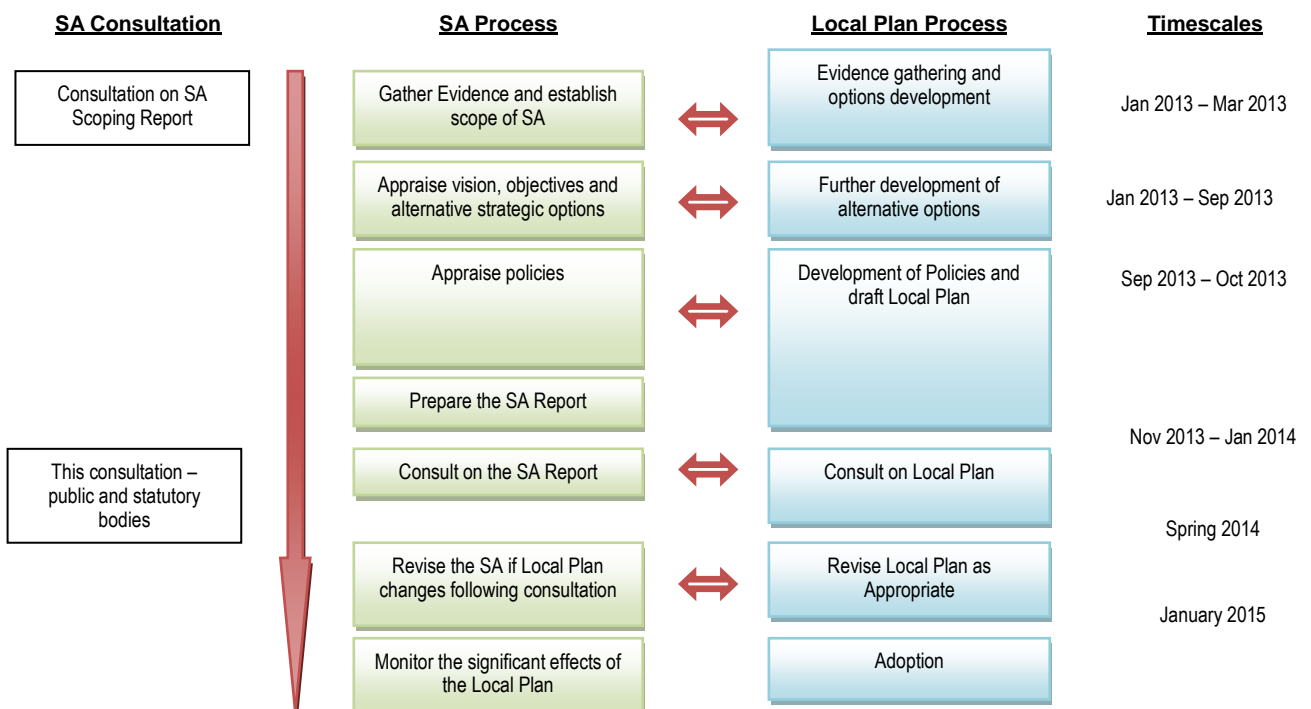 SA Consultation
SA Process
Local Plan Process
Timescales
Consultation on SA
Scoping Report
Gather Evidence and establish
scope of SA
Evidence gathering and
options development
Jan 2013 – Mar 2013
Appraise vision, objectives and
alternative strategic options
Further development of
alternative options
Jan 2013 – Sep 2013
Appraise policies
Development of Policies and
draft Local Plan
Sep 2013 – Oct 2013
Prepare the SA Report
Nov 2013 – Jan 2014
This consultation –
public and statutory
bodies
Consult on the SA Report
Consult on Local Plan
Spring 2014
Revise the SA if Local Plan
changes following consultation
Revise Local Plan as
Appropriate
January 2015
Monitor the significant effects of
the Local Plan
Adoption